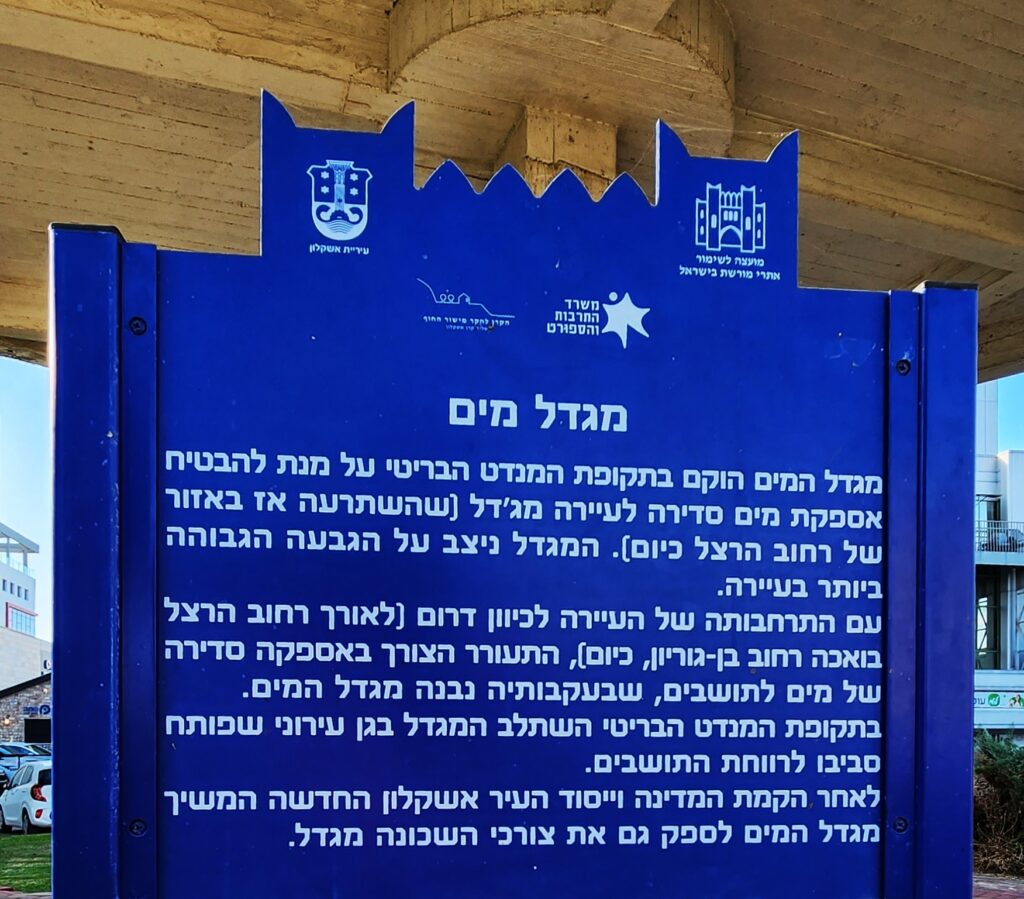 עיריית אשקלון
מועצה לשימור
אתרי מורשת בישראל
הקרן לחקר מישור החוף
משרד
התרבות
והספורט
מגדל מים
מגדל המים הוקם בתקופת המנדט הבריטי על מנת להבטיח
אספקת מים סדירה לעיירה מג'דל (שהשתרעה אז באזור
של רחוב הרצל כיום). המגדל ניצב על הגבעה הגבוהה
ביותר בעיירה.
עם התרחבותה של העיירה לכיוון דרום (לאורך רחוב הרצל
בואכה רחוב בן-גוריון, כיום), התעורר הצורך באספקה סדירה
של מים לתושבים, שבעקבותיה נבנה מגדל המים.
בתקופת המנדט הבריטי השתלב המגדל בגן עירוני שפותח
סביבו לרווחת התושבים.
לאחר הקמת המדינה וייסוד העיר אשקלון החדשה המשיך
מגדל המים לספק גם את צורכי השכונה מגדל.